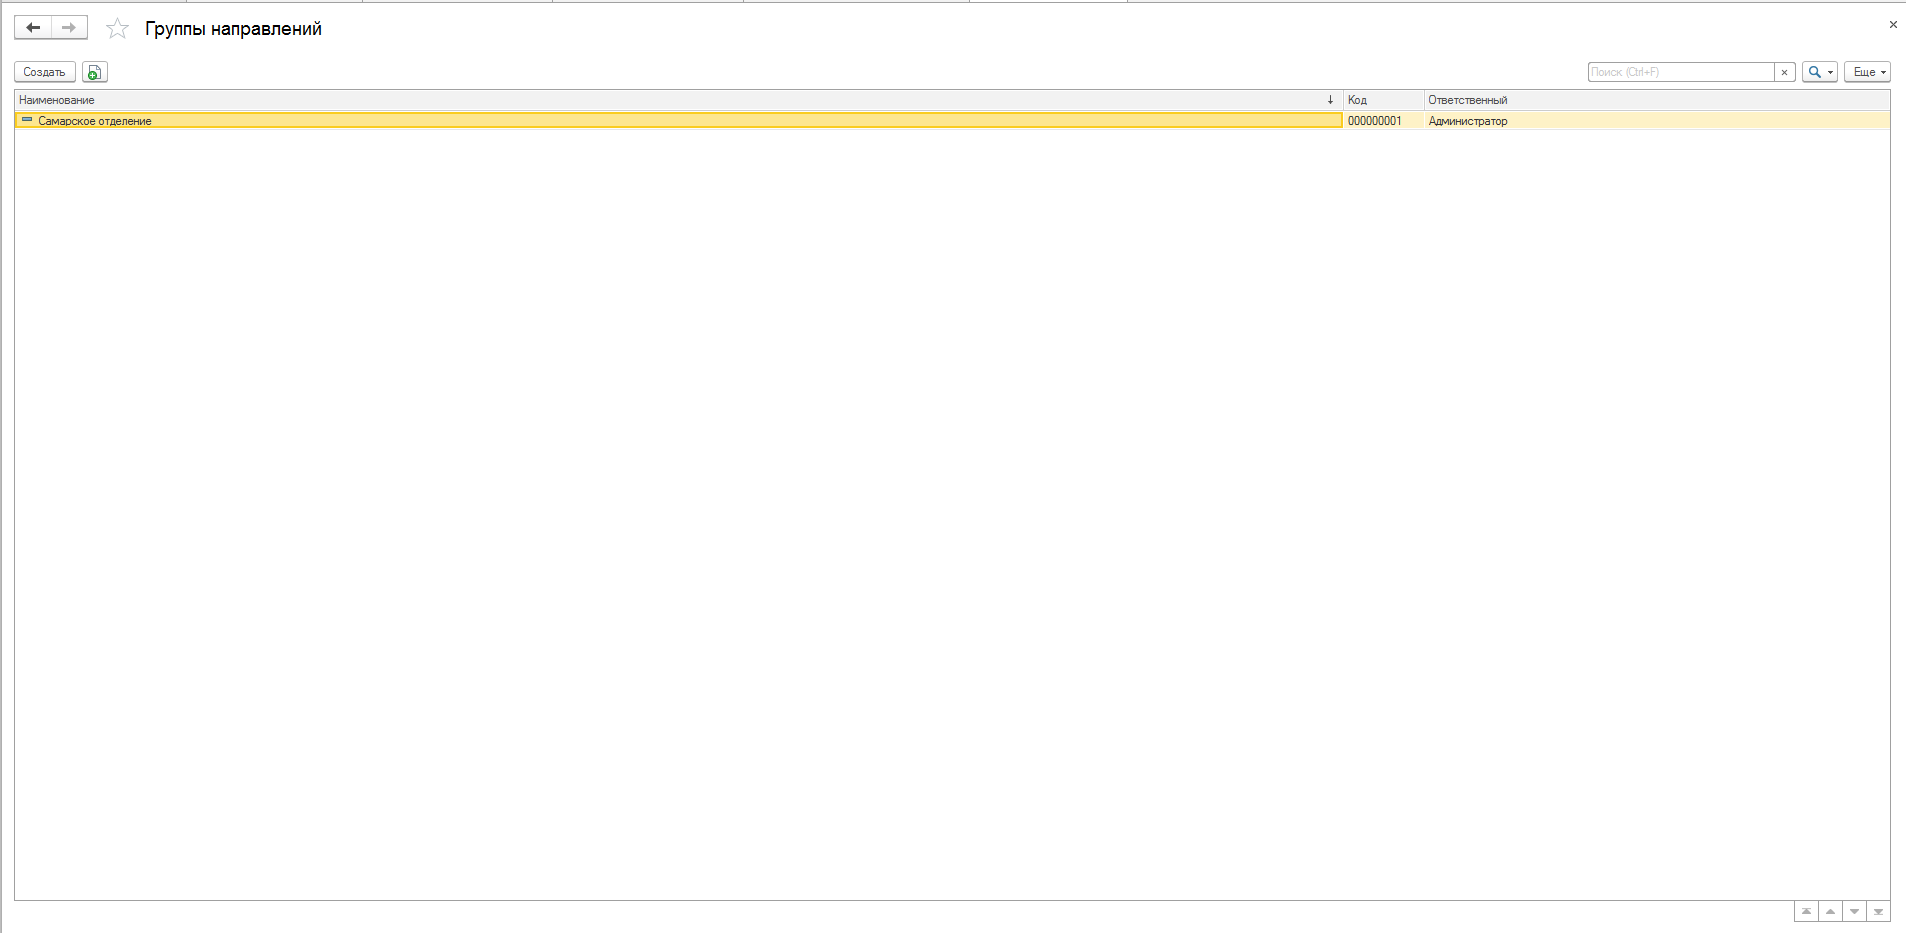 Группы направлений
Создать
Поиск (Ctrl+F)
Еще
Наименование Код Ответственный
Самарское отделение 000000001 Администратор